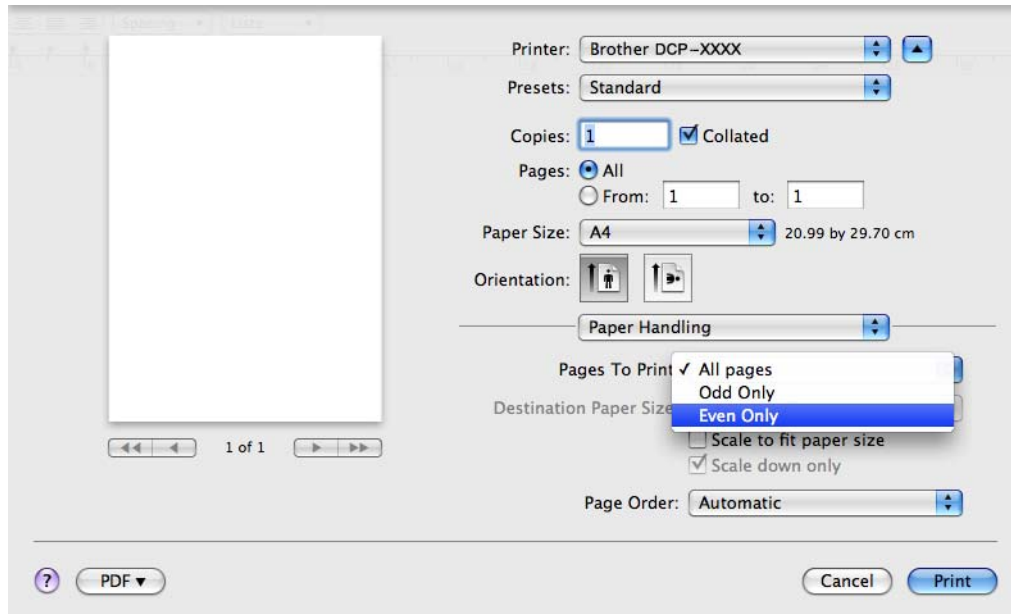 Spacing Lists
Printer: Brother DCP-XXXX
Presets: Standard
Copies: 1 Collated
Pages: All
From: 1 to: 1
Paper Size: A4 20.99 by 29.70 cm
Orientation:
Paper Handling
Pages To Print ✓ All pages
Odd Only
Destination Paper Size
Even Only
Scale to fit paper size
Scale down only
Page Order: Automatic
1 of 1
? PDF ▼ Cancel Print